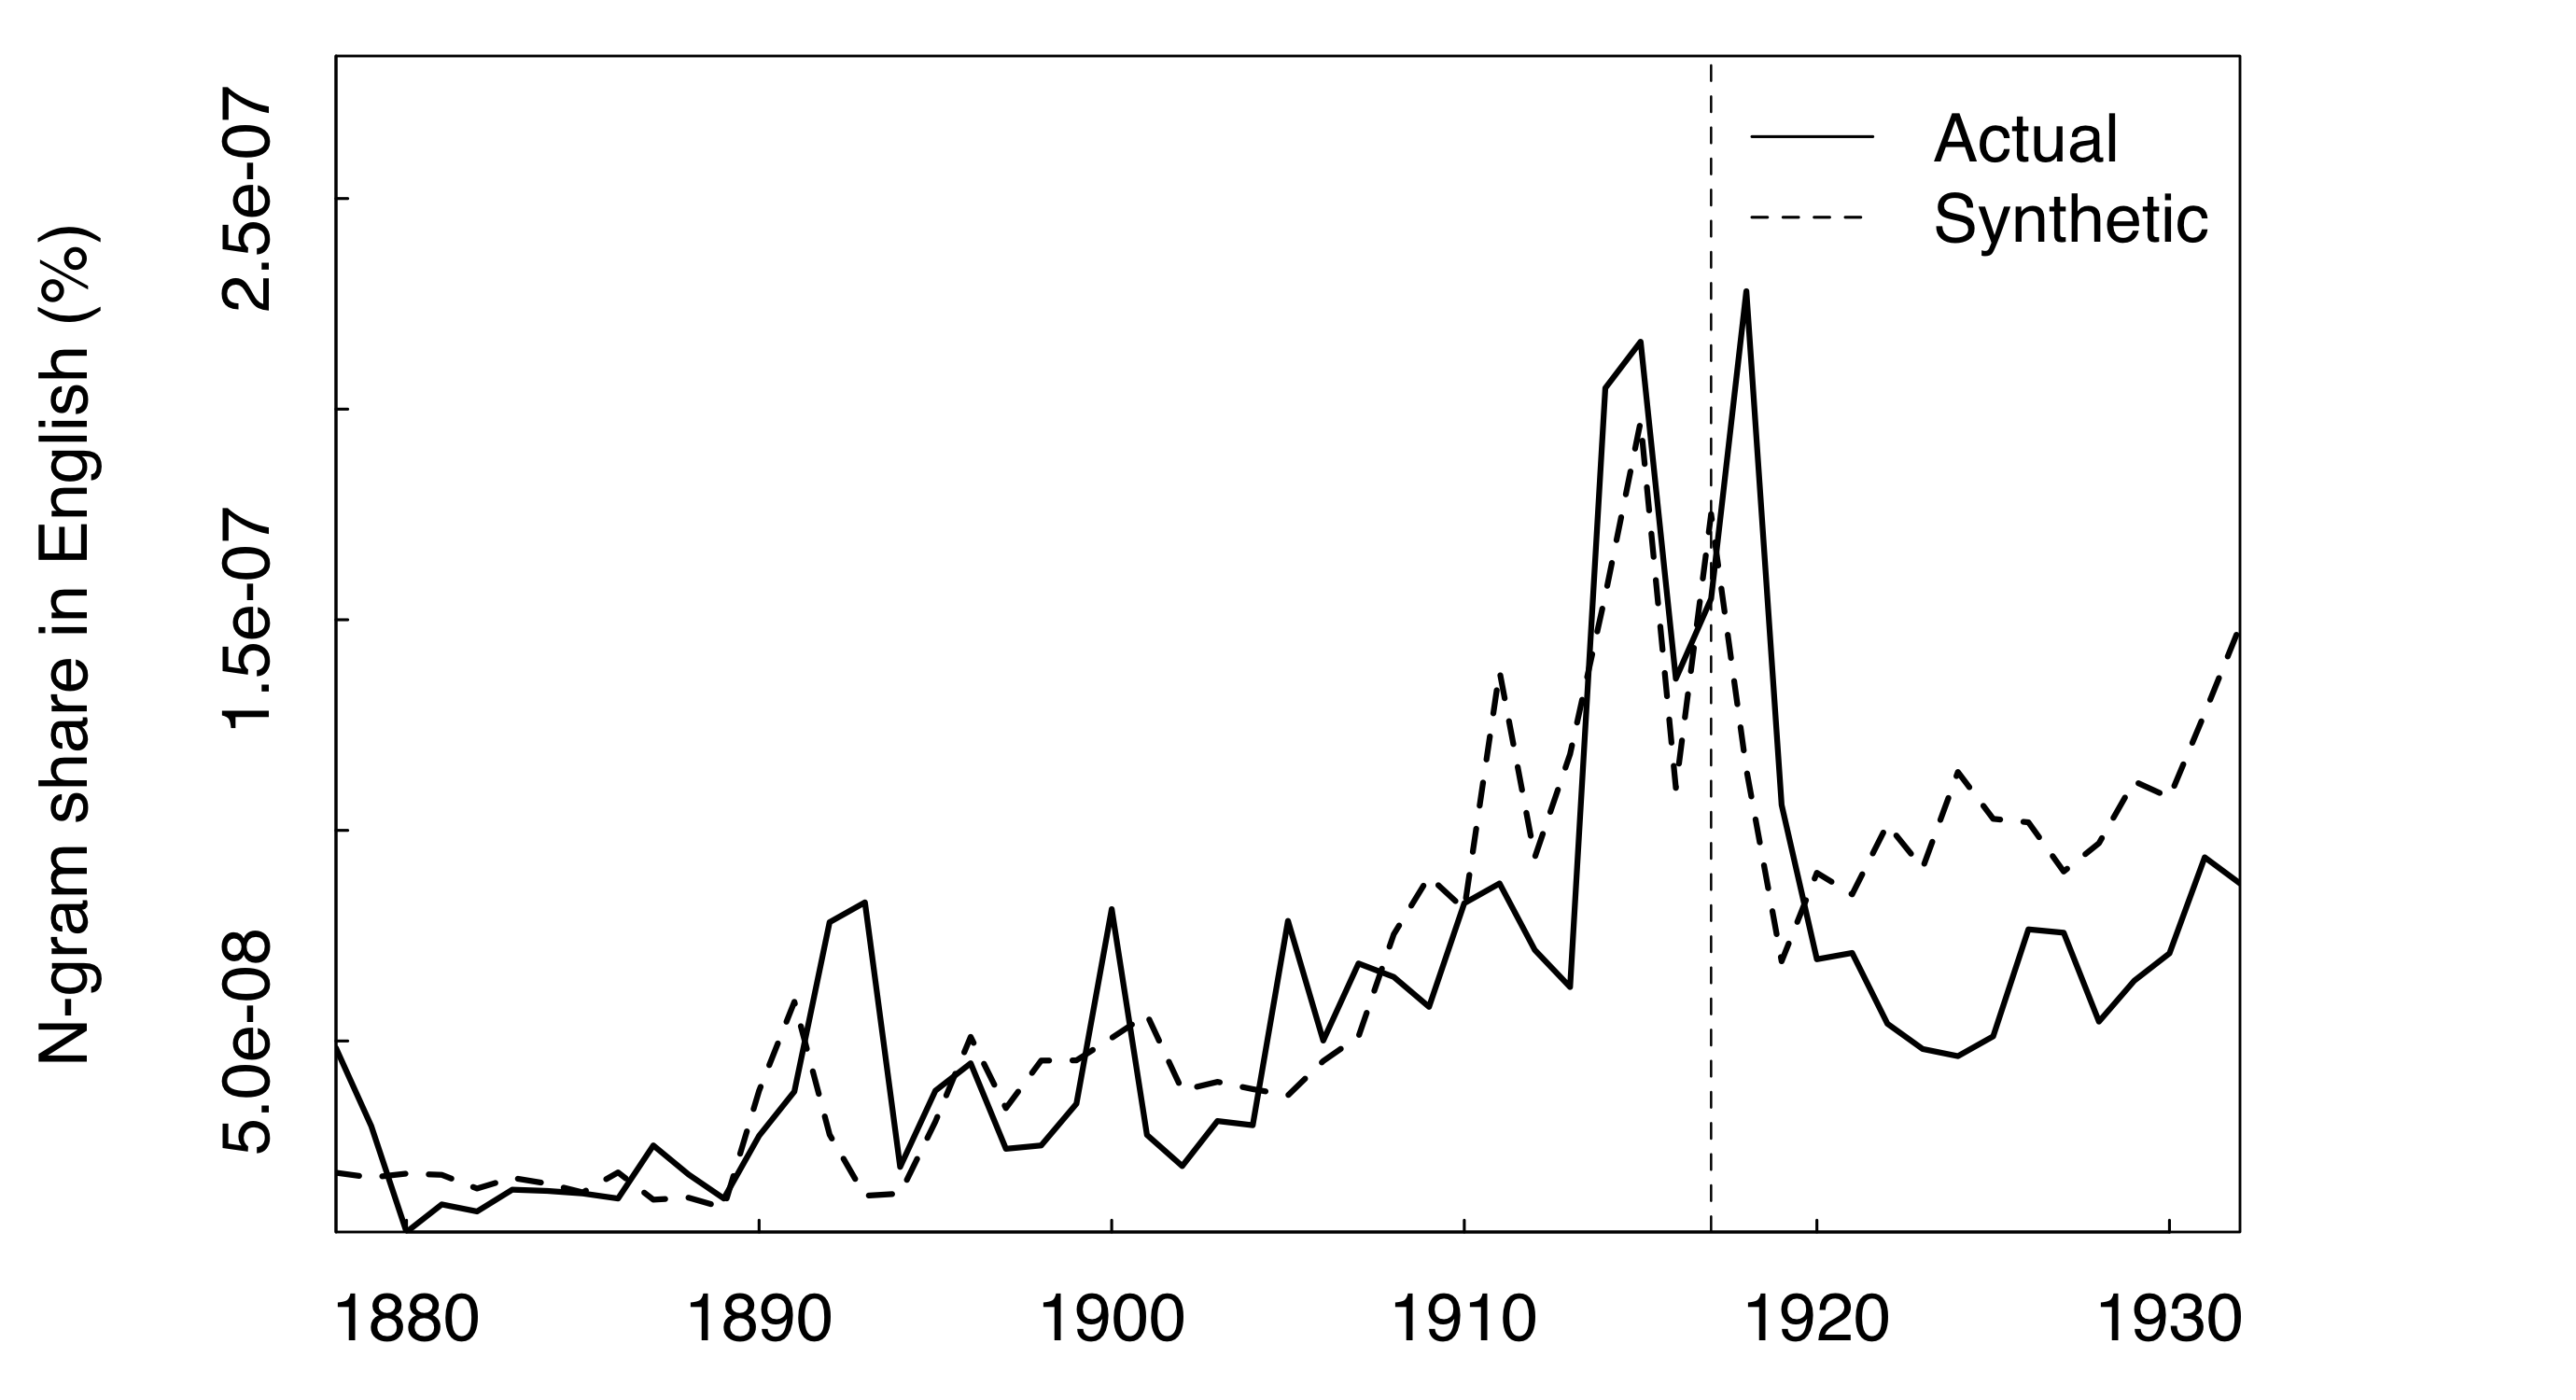 N-gram share in English (%)
2.5e-07
1.5e-07
5.0e-08
Actual
Synthetic
1880 1890 1900 1910 1920 1930